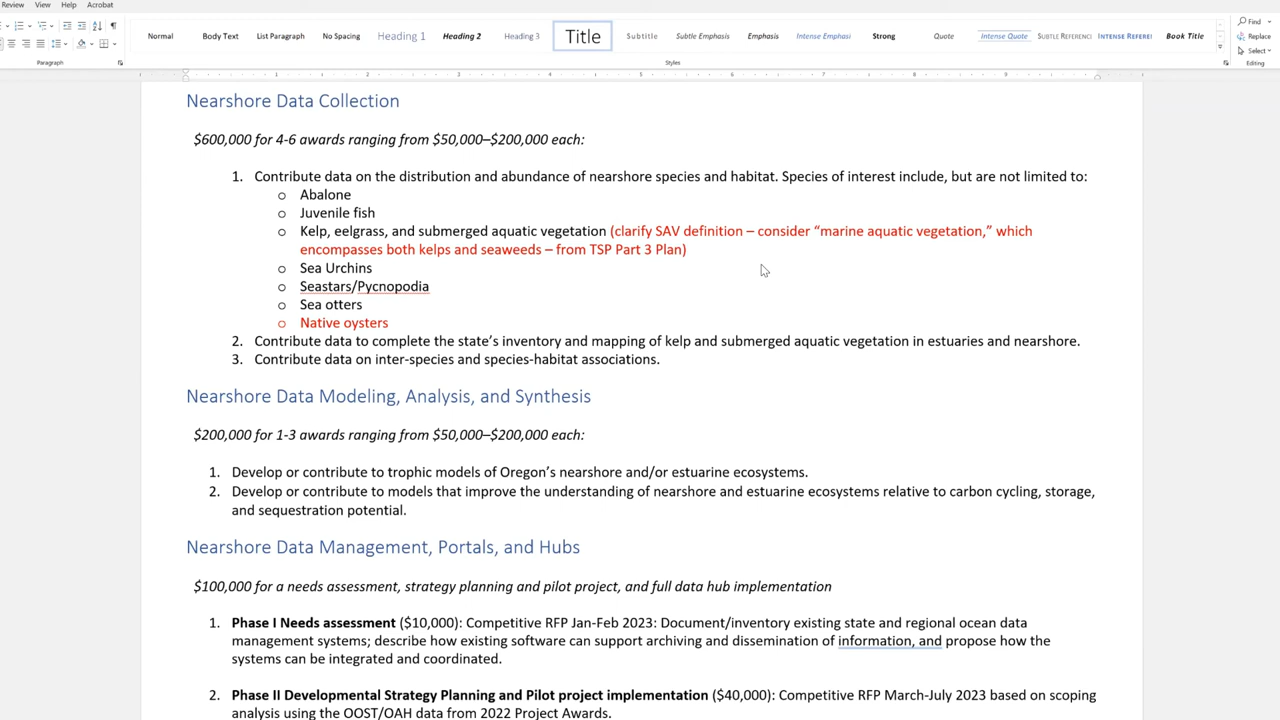 Review View Help Acrobat
Normal Body Text List Paragraph No Spacing Heading 1 Heading 2 Heading 3 Title Subtitle Subtle Emphasis Emphasis Intense Emphasi Strong Quote Intense Quote SUBTLE REFERENC INTENSE REFERE Book Title
Find
Replace
Select
Paragraph Styles Editing
1 2 3 4 5 6 7 8 9 10
Nearshore Data Collection
$600,000 for 4-6 awards ranging from $50,000–$200,000 each:
1. Contribute data on the distribution and abundance of nearshore species and habitat. Species of interest include, but are not limited to:
o Abalone
o Juvenile fish
o Kelp, eelgrass, and submerged aquatic vegetation (clarify SAV definition – consider “marine aquatic vegetation,” which
encompasses both kelps and seaweeds – from TSP Part 3 Plan)
o Sea Urchins
o Seastars/Pycnopodia
o Sea otters
o Native oysters
2. Contribute data to complete the state’s inventory and mapping of kelp and submerged aquatic vegetation in estuaries and nearshore.
3. Contribute data on inter-species and species-habitat associations.
Nearshore Data Modeling, Analysis, and Synthesis
$200,000 for 1-3 awards ranging from $50,000–$200,000 each:
1. Develop or contribute to trophic models of Oregon’s nearshore and/or estuarine ecosystems.
2. Develop or contribute to models that improve the understanding of nearshore and estuarine ecosystems relative to carbon cycling, storage,
and sequestration potential.
Nearshore Data Management, Portals, and Hubs
$100,000 for a needs assessment, strategy planning and pilot project, and full data hub implementation
1. Phase I Needs assessment ($10,000): Competitive RFP Jan-Feb 2023: Document/inventory existing state and regional ocean data
management systems; describe how existing software can support archiving and dissemination of information, and propose how the
systems can be integrated and coordinated.
2. Phase II Developmental Strategy Planning and Pilot project implementation ($40,000): Competitive RFP March-July 2023 based on scoping
analysis using the OOST/OAH data from 2022 Project Awards.